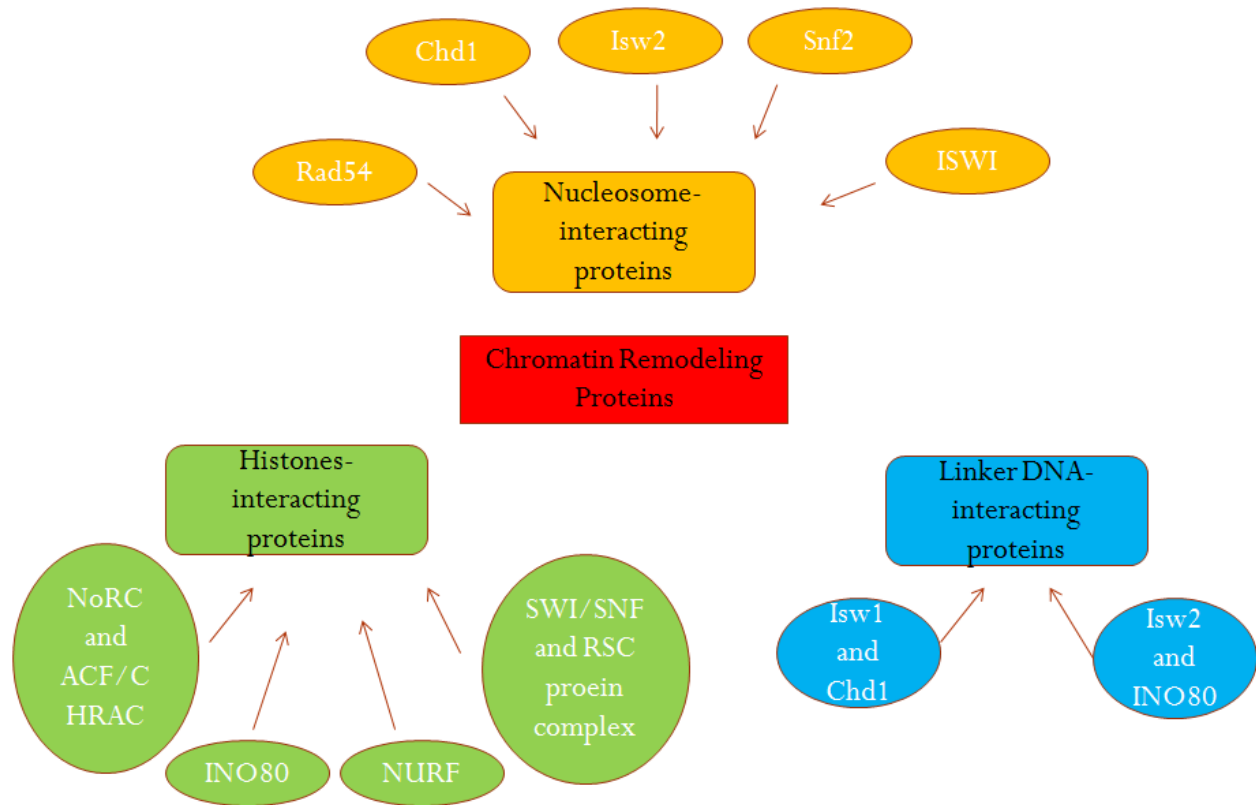 Chd1
Isw2
Snf2
Rad54
ISWI
Nucleosome-
interacting
proteins
Chromatin Remodeling
Proteins
Histones-
interacting
proteins
Linker DNA-
interacting
proteins
NoRC
and
ACF/C
HRAC
INO80
NURF
SWI/SNF
and RSC
proein
complex
Isw1
and
Chd1
Isw2
and
INO80